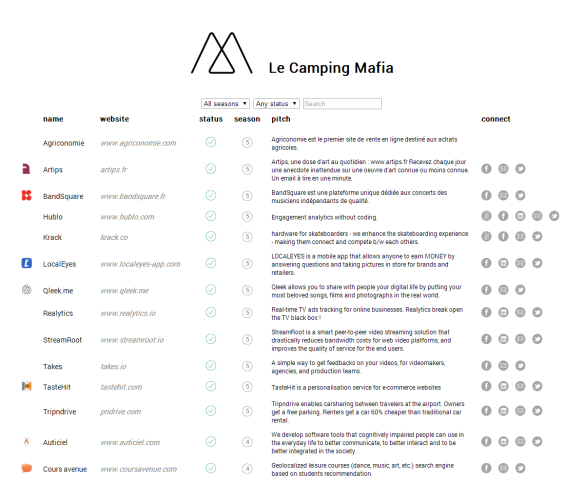 Le Camping Mafia
All seasons ▼ Any status ▼ Search
name website status season pitch connect
Agriconomie www.agriconomie.com 5 Agriconomie est le premier site de vente en ligne destiné aux achats
agricoles.
Artips artips.fr 5 Artips, une dose d'art au quotidien : www.artips.fr Recevez chaque jour
une anecdote inattendue sur une oeuvre d'art connue ou moins connue.
Un email à lire en une minute.
BandSquare www.bandsquare.fr 5 BandSquare est une plateforme unique dédiée aux concerts des
musiciens indépendants de qualité.
Hublo www.hublo.com 5 Engagement analytics without coding.
Krack krack.co 5 hardware for skateboarders - we enhance the skateboarding experience
- making them connect and compete b/w each others.
LocalEyes www.localeyes-app.com 5 LOCALEYES is a mobile app that allows anyone to earn MONEY by
answering questions and taking pictures in store for brands and
retailers.
Qleek.me www.qleek.me 5 Qleek allows you to share with people your digital life by putting your
most beloved songs, films and photographs in the real world.
Realytics www.realytics.io 5 Real-time TV ads tracking for online businesses. Realytics break open
the TV black box !
StreamRoot www.streamroot.io 5 StreamRoot is a smart peer-to-peer video streaming solution that
drastically reduces bandwidth costs for web video platforms, and
improves the quality of service for the end users.
Takes takes.io 5 A simple way to get feedbacks on your videos, for videomakers,
agencies, and production teams.
TasteHit tastehit.com 5 TasteHit is a personalisation service for e-commerce websites
Tripndrive pndrive.com 5 Tripndrive enables carsharing between travelers at the airport. Owners
get a free parking. Renters get a car 60% cheaper than traditional car
rental.
Auticiel www.auticiel.com 4 We develop software tools that cognitively impaired people can use in
the everyday life to better communicate, to better interact and to be
better integrated in the society.
Cours avenue www.coursavenue.com 4 Geolocalized leisure courses (dance, music, art, etc.) search engine
based on students recommendation.